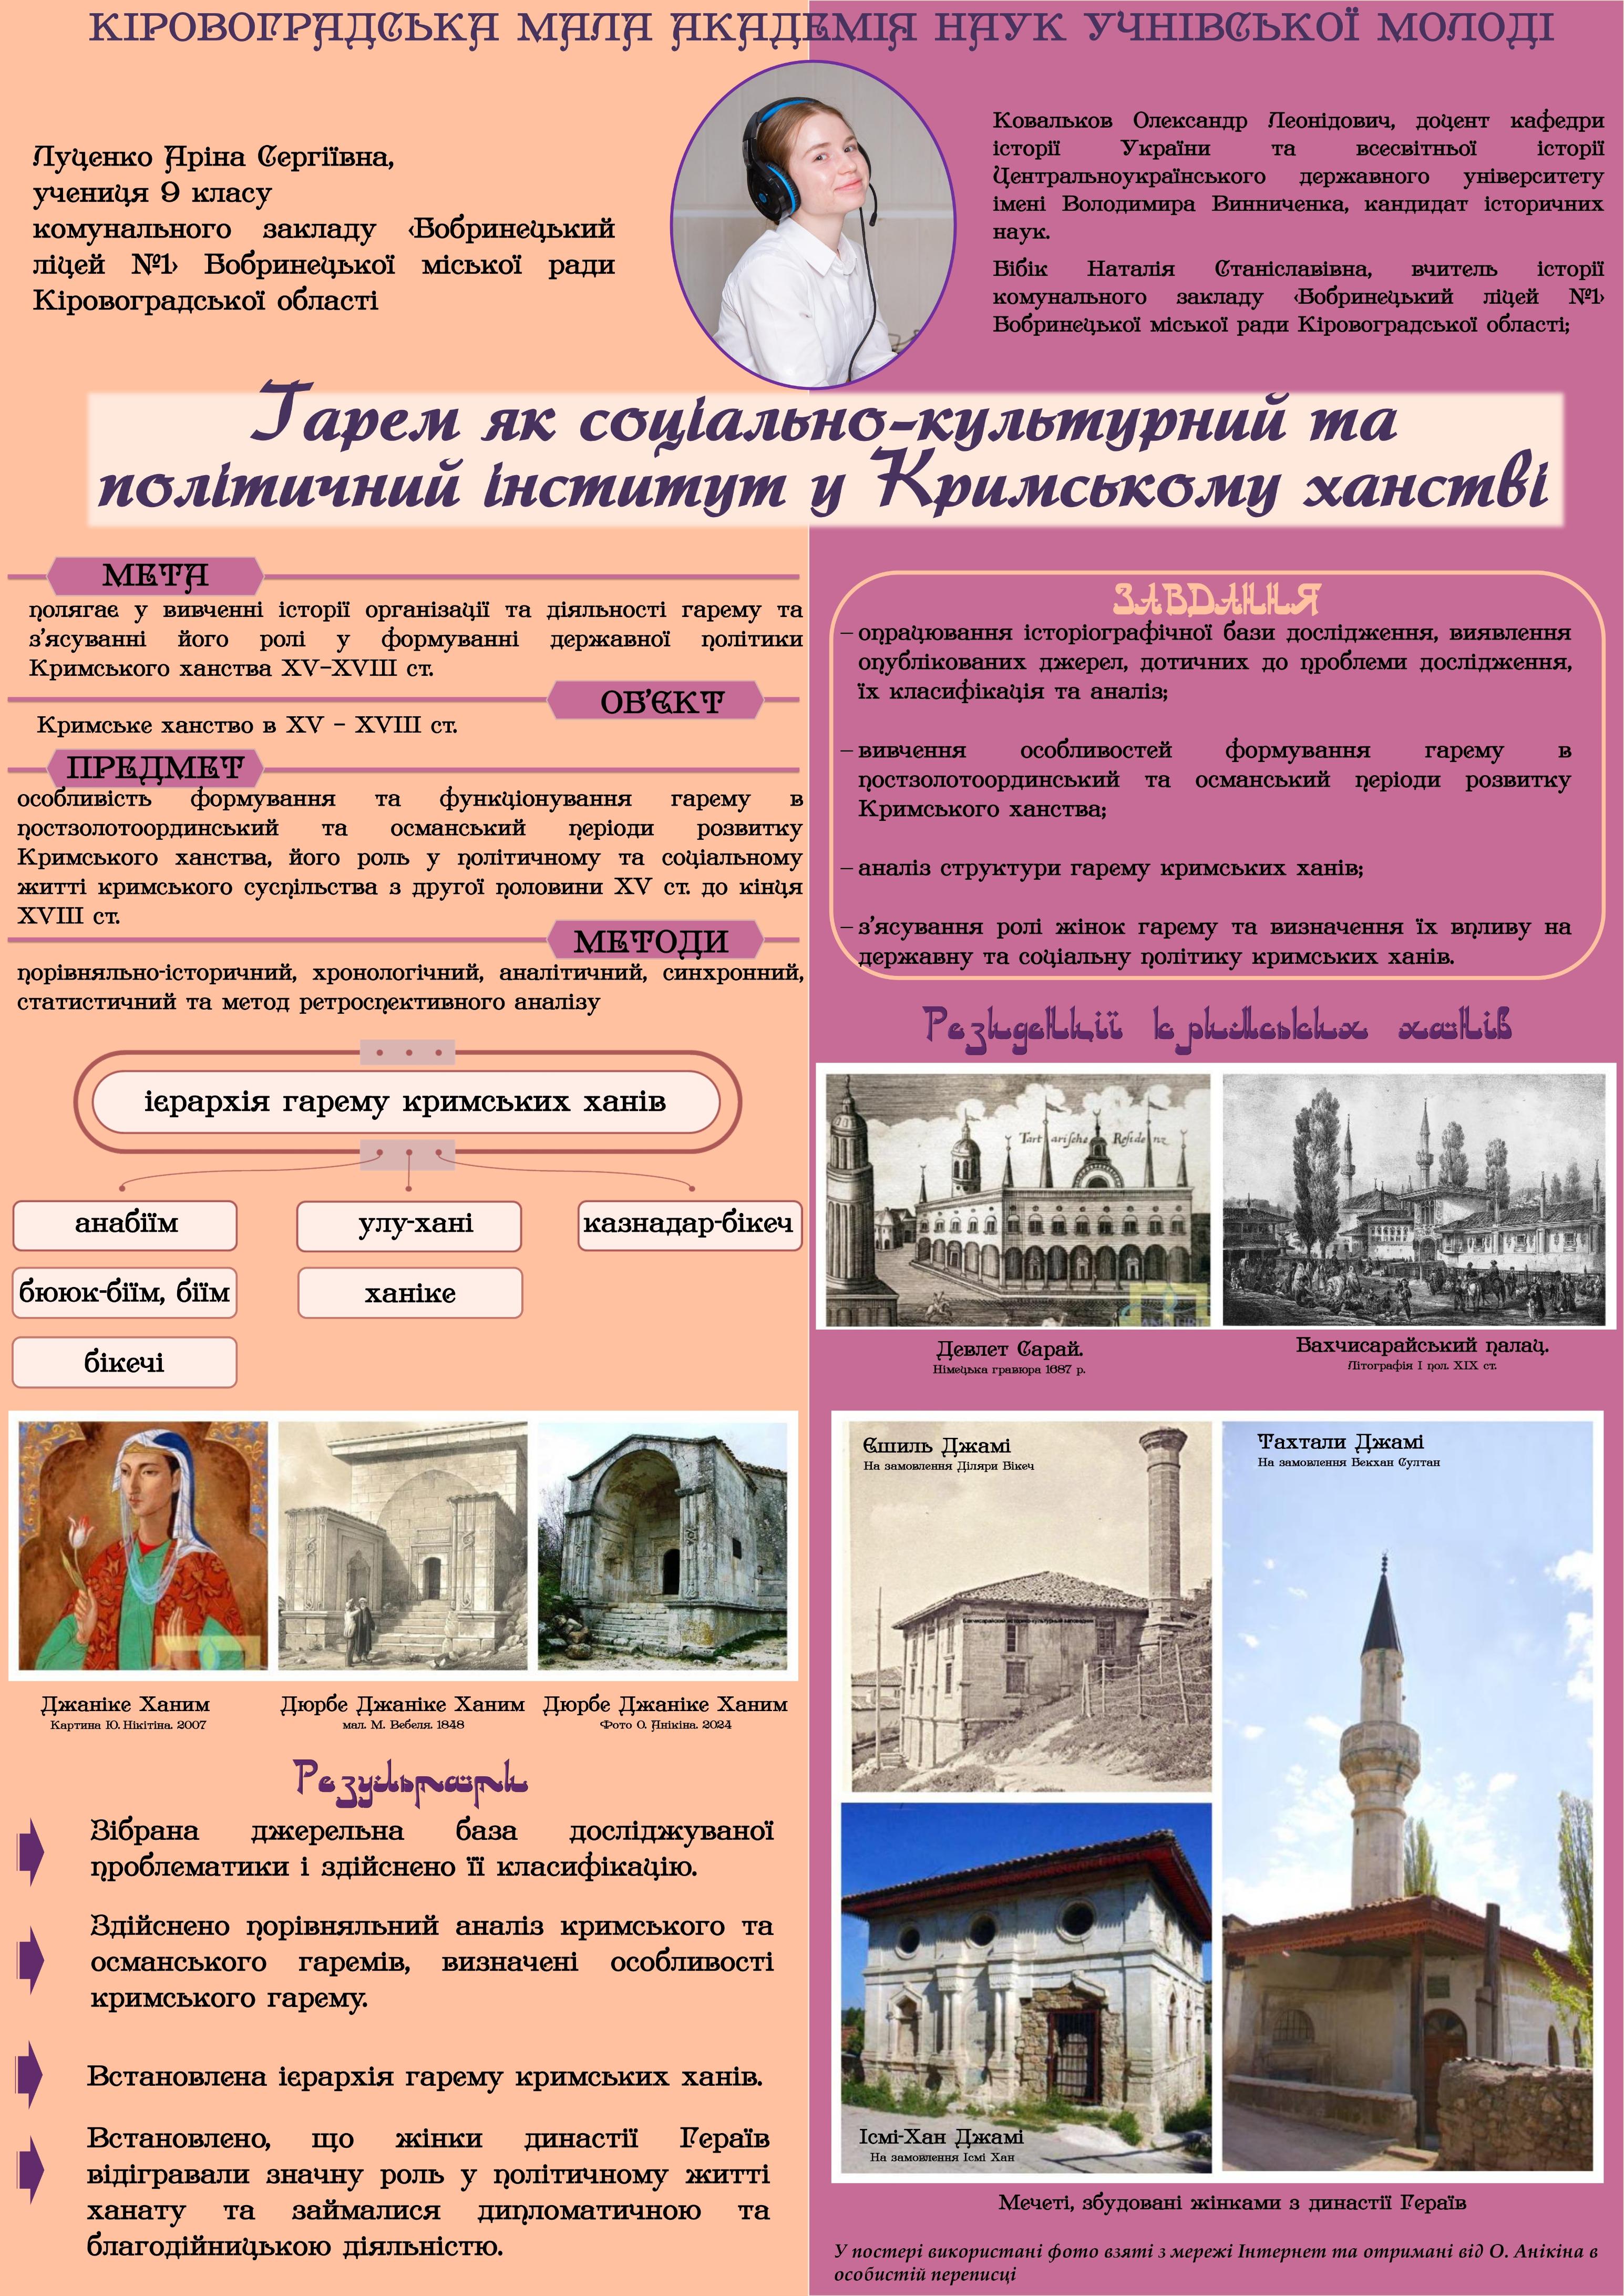 КІРОВОГРАДСЬКА МАЛА АКАДЕМІЯ НАУК УЧНІВСЬКОЇ МОЛОДІ
Луценко Аріна Сергіївна,
учениця 9 класу
комунального закладу ‹Бобринецький
ліцей №1› Бобринецької міської ради
Кіровоградської області
Ковальков Олександр Леонідович, доцент кафедри
історії України та всесвітньої історії
Центральноукраїнського державного університету
імені Володимира Винниченка, кандидат історичних
наук.
Бібік Наталія Станіславівна, вчитель історії
комунального закладу ‹Бобринецький ліцей №1›
Бобринецької міської ради Кіровоградської області;
Гарем як соціально-культурний та
політичний інститут у Кримському ханстві
МЕТА
полягає у вивченні історії організації та діяльності гарему та
з'ясуванні його ролі у формуванні державної політики
Кримського ханства XV–XVIII ст.
ОБ'ЄКТ
Кримське ханство в XV – XVIII ст.
ПРЕДМЕТ
особливість формування та функціонування гарему в
постзолотоординський та османський періоди розвитку
Кримського ханства, його роль у політичному та соціальному
житті кримського суспільства з другої половини XV ст. до кінця
XVIII ст.
МЕТОДИ
порівняльно-історичний, хронологічний, аналітичний, синхронний,
статистичний та метод ретроспективного аналізу
ЗАВДАННЯ
– опрацювання історіографічної бази дослідження, виявлення
опублікованих джерел, дотичних до проблеми дослідження,
їх класифікація та аналіз;
– вивчення особливостей формування гарему в
постзолотоординський та османський періоди розвитку
Кримського ханства;
– аналіз структури гарему кримських ханів;
– з'ясування ролі жінок гарему та визначення їх впливу на
державну та соціальну політику кримських ханів.
ієрархія гарему кримських ханів
анабіїм
улу-хані
казнадар-бікеч
бююк-біїм, біїм
ханіке
бікечі
Резиденції кримських ханів
Tartarische Residenz
Девлет Сарай.
Німецька гравюра 1687 р.
Бахчисарайський палац.
Літографія І пол. ХІХ ст.
Джаніке Ханим
Картина Ю. Нікітіна. 2007
Дюрбе Джаніке Ханим
мал. М. Вебеля. 1848
Дюрбе Джаніке Ханим
Фото О. Анікіна. 2024
Результати
Зібрана джерельна база досліджуваної
проблематики і здійснено її класифікацію.
Здійснено порівняльний аналіз кримського та
османського гаремів, визначені особливості
кримського гарему.
Встановлена ієрархія гарему кримських ханів.
Встановлено, що жінки династії Гераїв
відігравали значну роль у політичному житті
ханату та займалися дипломатичною та
благодійницькою діяльністю.
Єшиль Джамі
На замовлення Діляри Бікеч
Тахтали Джамі
На замовлення Бекхан Султан
Ісмі-Хан Джамі
На замовлення Ісмі Хан
Мечеті, збудовані жінками з династії Гераїв
У постері використані фото взяті з мережі Інтернет та отримані від О. Анікіна в
особистій переписці